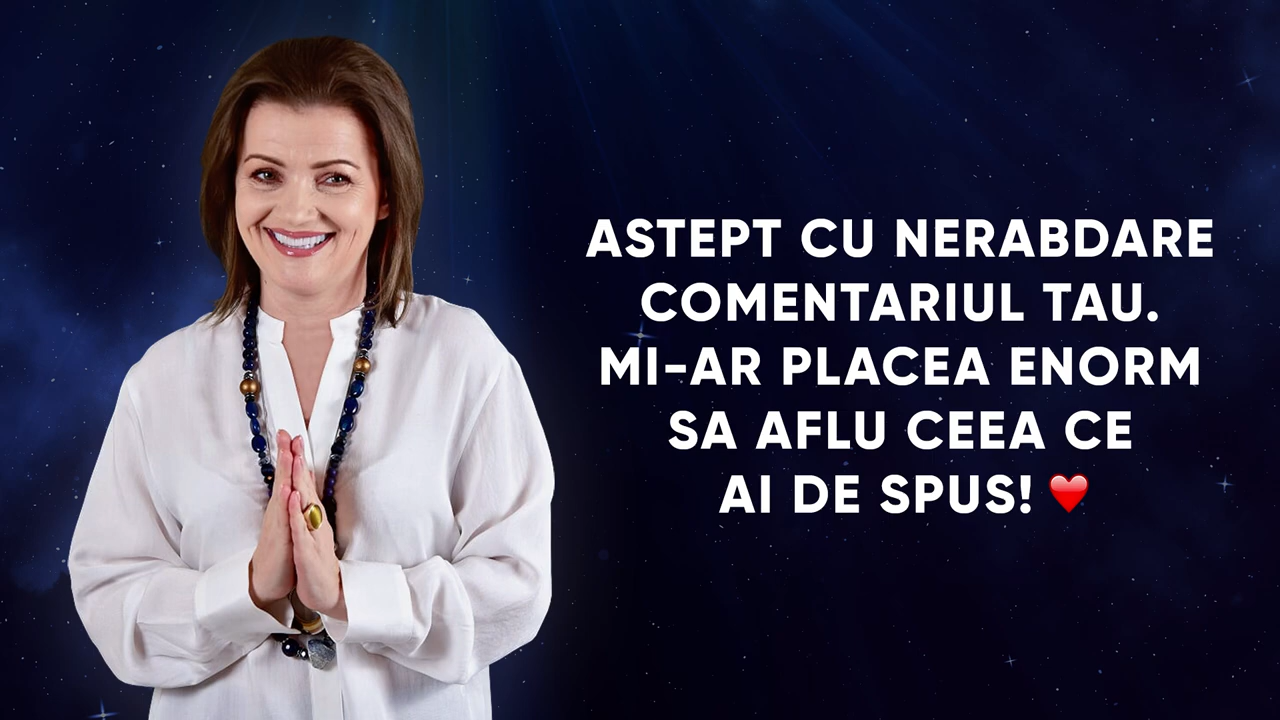 ASTEPT CU NERABDARE
COMENTARIUL TAU.
MI-AR PLACEA ENORM
SA AFLU CEEA CE
AI DE SPUS! ❤️